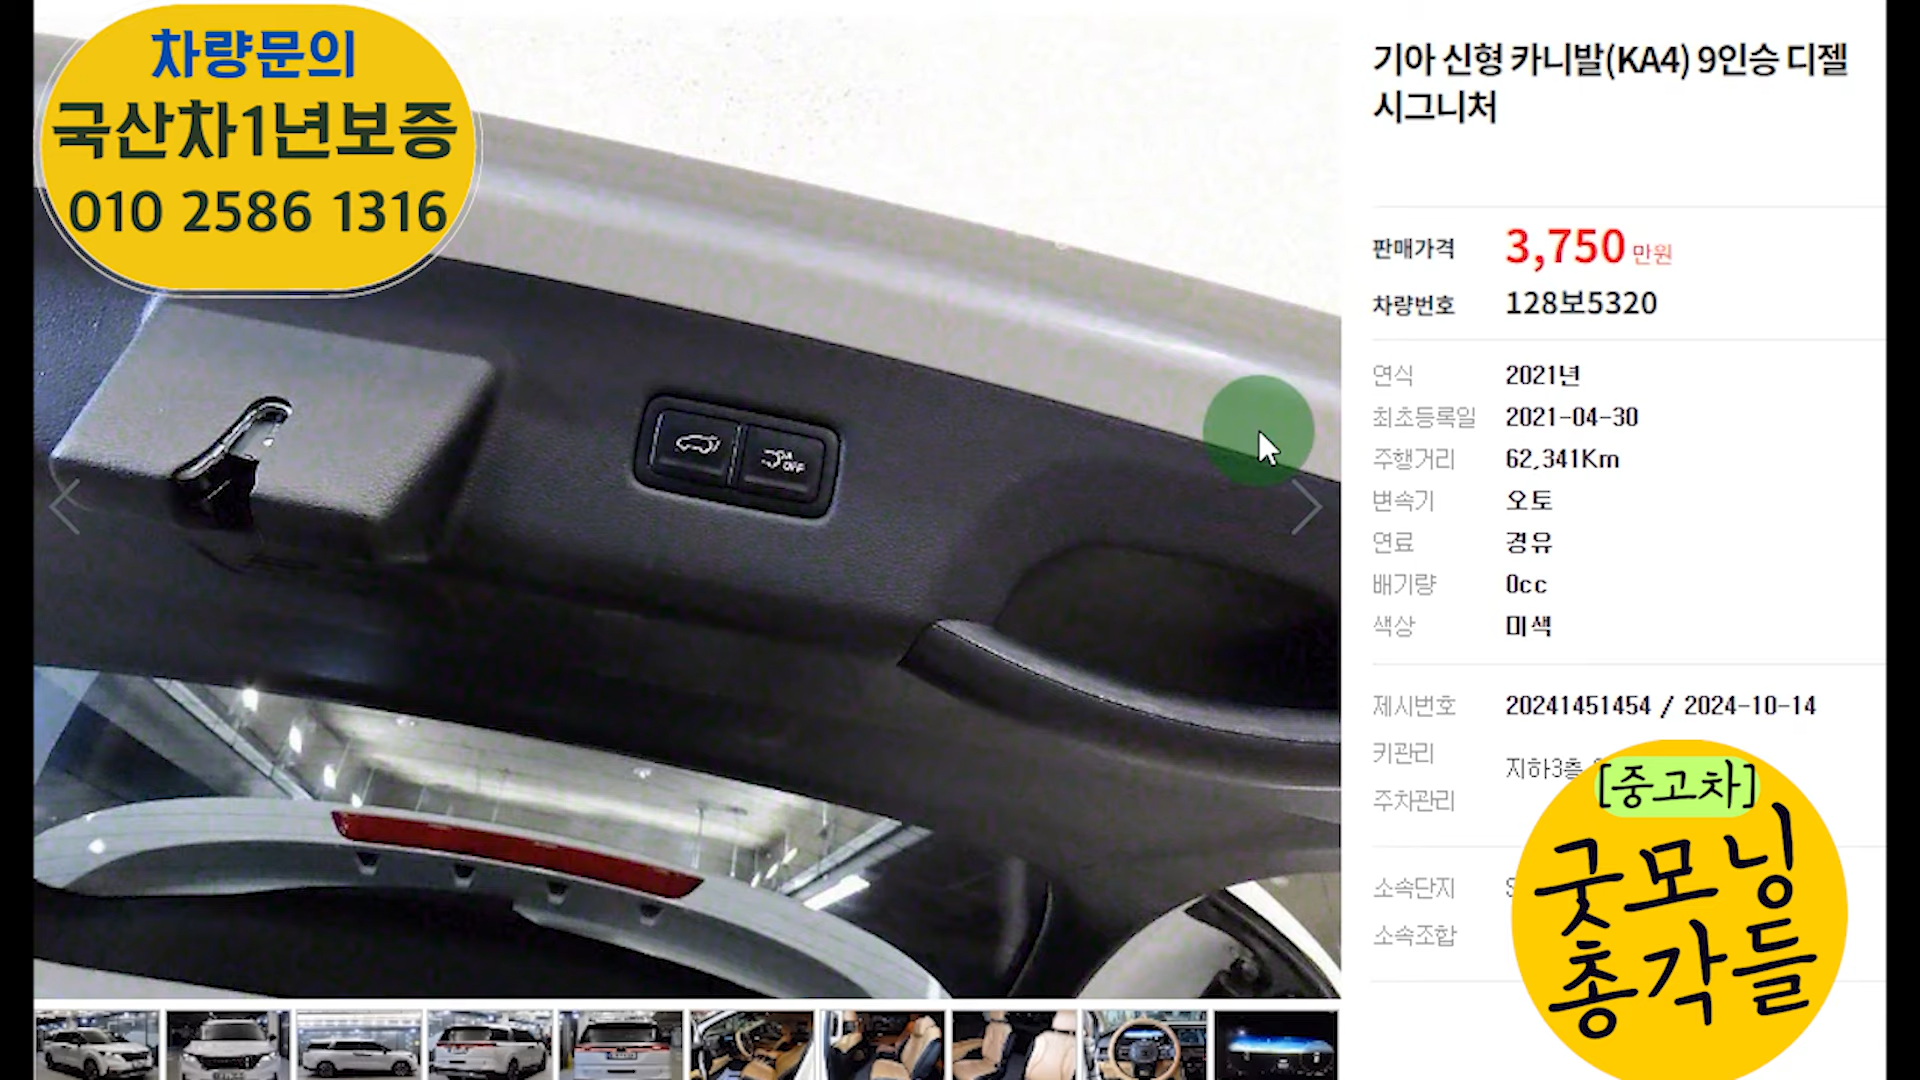 차량문의
국산차1년보증
010 2586 1316
OFF
기아 신형 카니발(KA4) 9인승 디젤
시그니처
판매가격 3,750 만원
차량번호 128보5320
연식 2021년
최초등록일 2021-04-30
주행거리 62,341Km
변속기 오토
연료 경유
배기량 0cc
색상 미색
제시번호 20241451454 / 2024-10-14
키관리
지하3층
주차관리
소속단지
소속조합
[중고차]
굿모닝
총각들